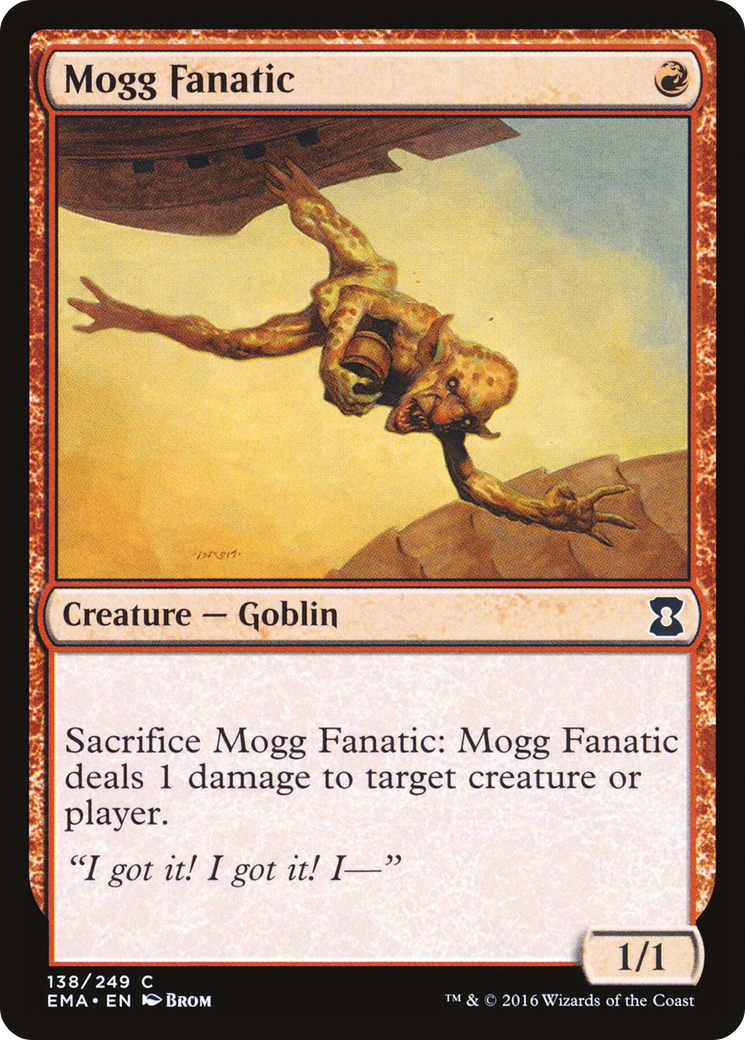 Mogg Fanatic
·BROM·
Creature — Goblin
Sacrifice Mogg Fanatic: Mogg Fanatic
deals 1 damage to target creature or
player.
“I got it! I got it! I—”
1/1
138/249 C
EMA • EN BROM
™ & © 2016 Wizards of the Coast